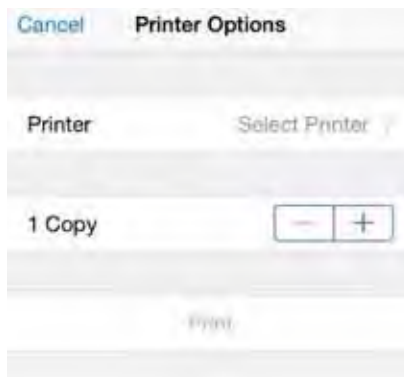 Cancel Printer Options
Printer Select Printer
1 Copy − +
Print